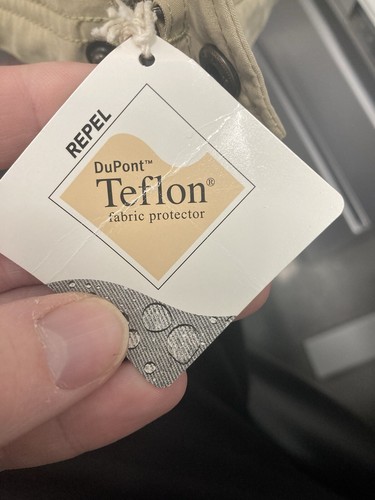 REPEL
DuPont™
Teflon®
fabric protector